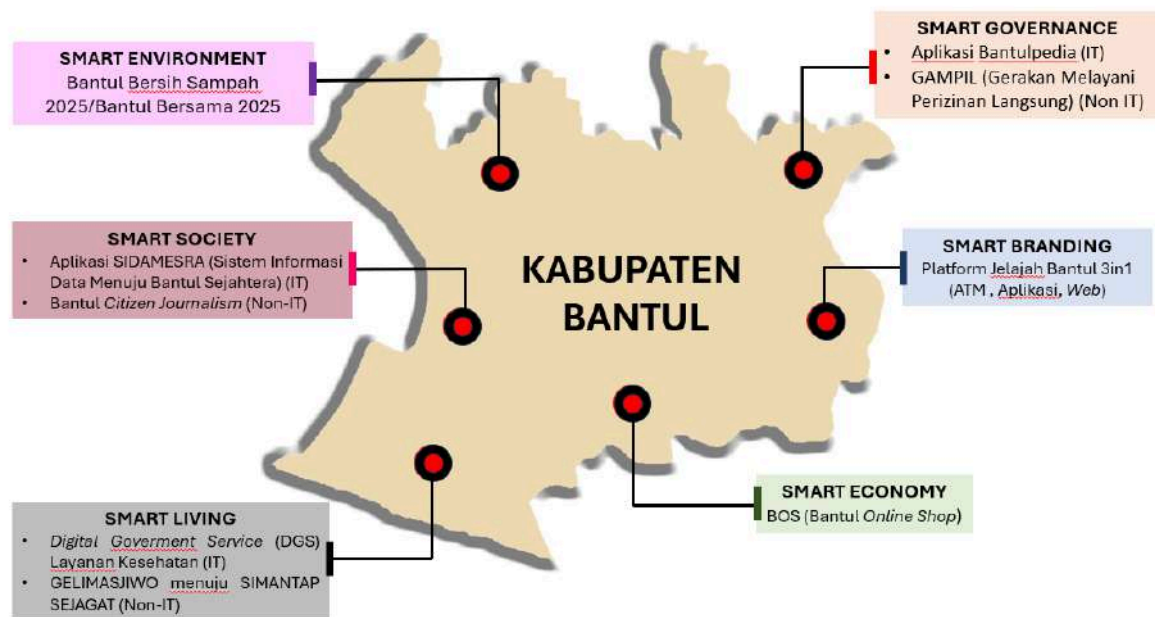 SMART ENVIRONMENT
Bantul Bersih Sampah
2025/Bantul Bersama 2025
SMART GOVERNANCE
• Aplikasi Bantulpedia (IT)
• GAMPIL (Gerakan Melayani
Perizinan Langsung) (Non IT)
SMART SOCIETY
• Aplikasi SIDAMESRA (Sistem Informasi
Data Menuju Bantul Sejahtera) (IT)
• Bantul Citizen Journalism (Non-IT)
KABUPATEN
BANTUL
SMART BRANDING
Platform Jelajah Bantul 3in1
(ATM , Aplikasi, Web)
SMART LIVING
• Digital Goverment Service (DGS)
Layanan Kesehatan (IT)
• GELIMASJIWO menuju SIMANTAP
SEJAGAT (Non-IT)
SMART ECONOMY
BOS (Bantul Online Shop)